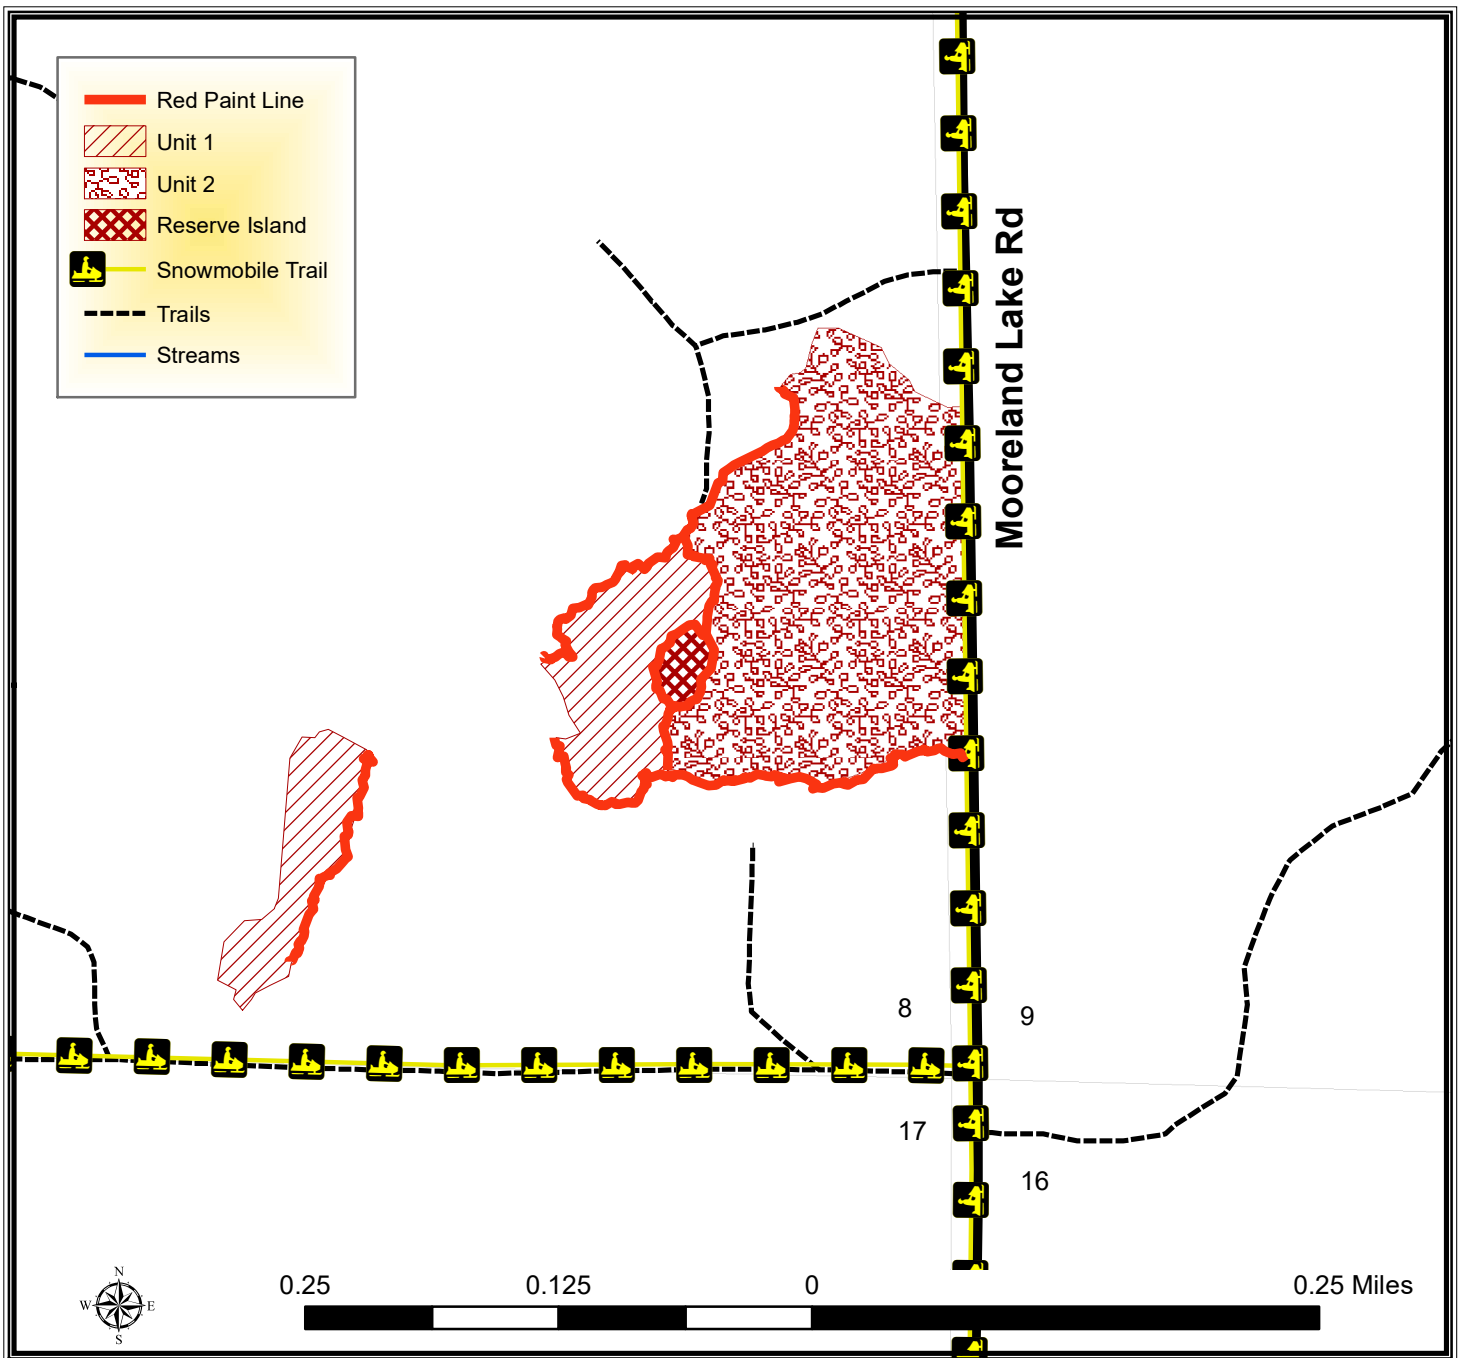 Red Paint Line
Unit 1
Unit 2
Reserve Island
Snowmobile Trail
Trails
Streams
Mooreland Lake Rd
8
9
17
16
N
W
E
S
0.25
0.125
0
0.25 Miles